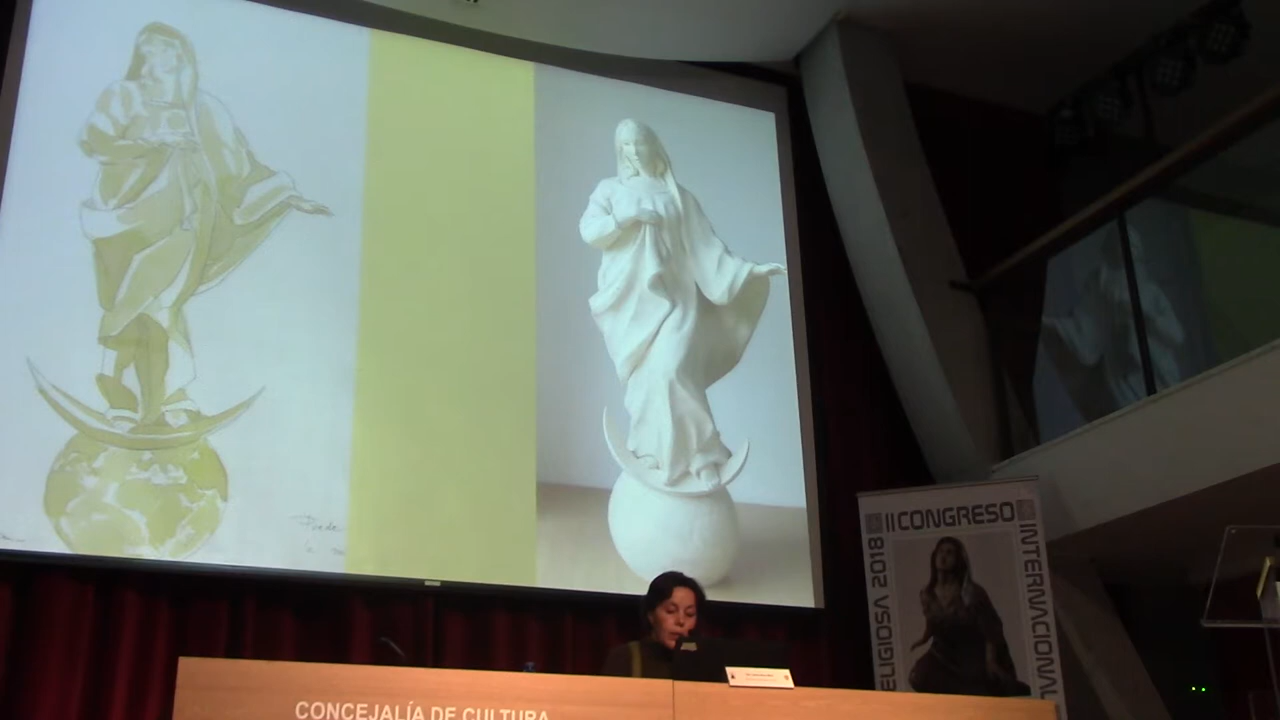 II CONGRESO
INTERNACIONAL
ELIGIOSA 2018
CONCEJALÍA DE CULTURA